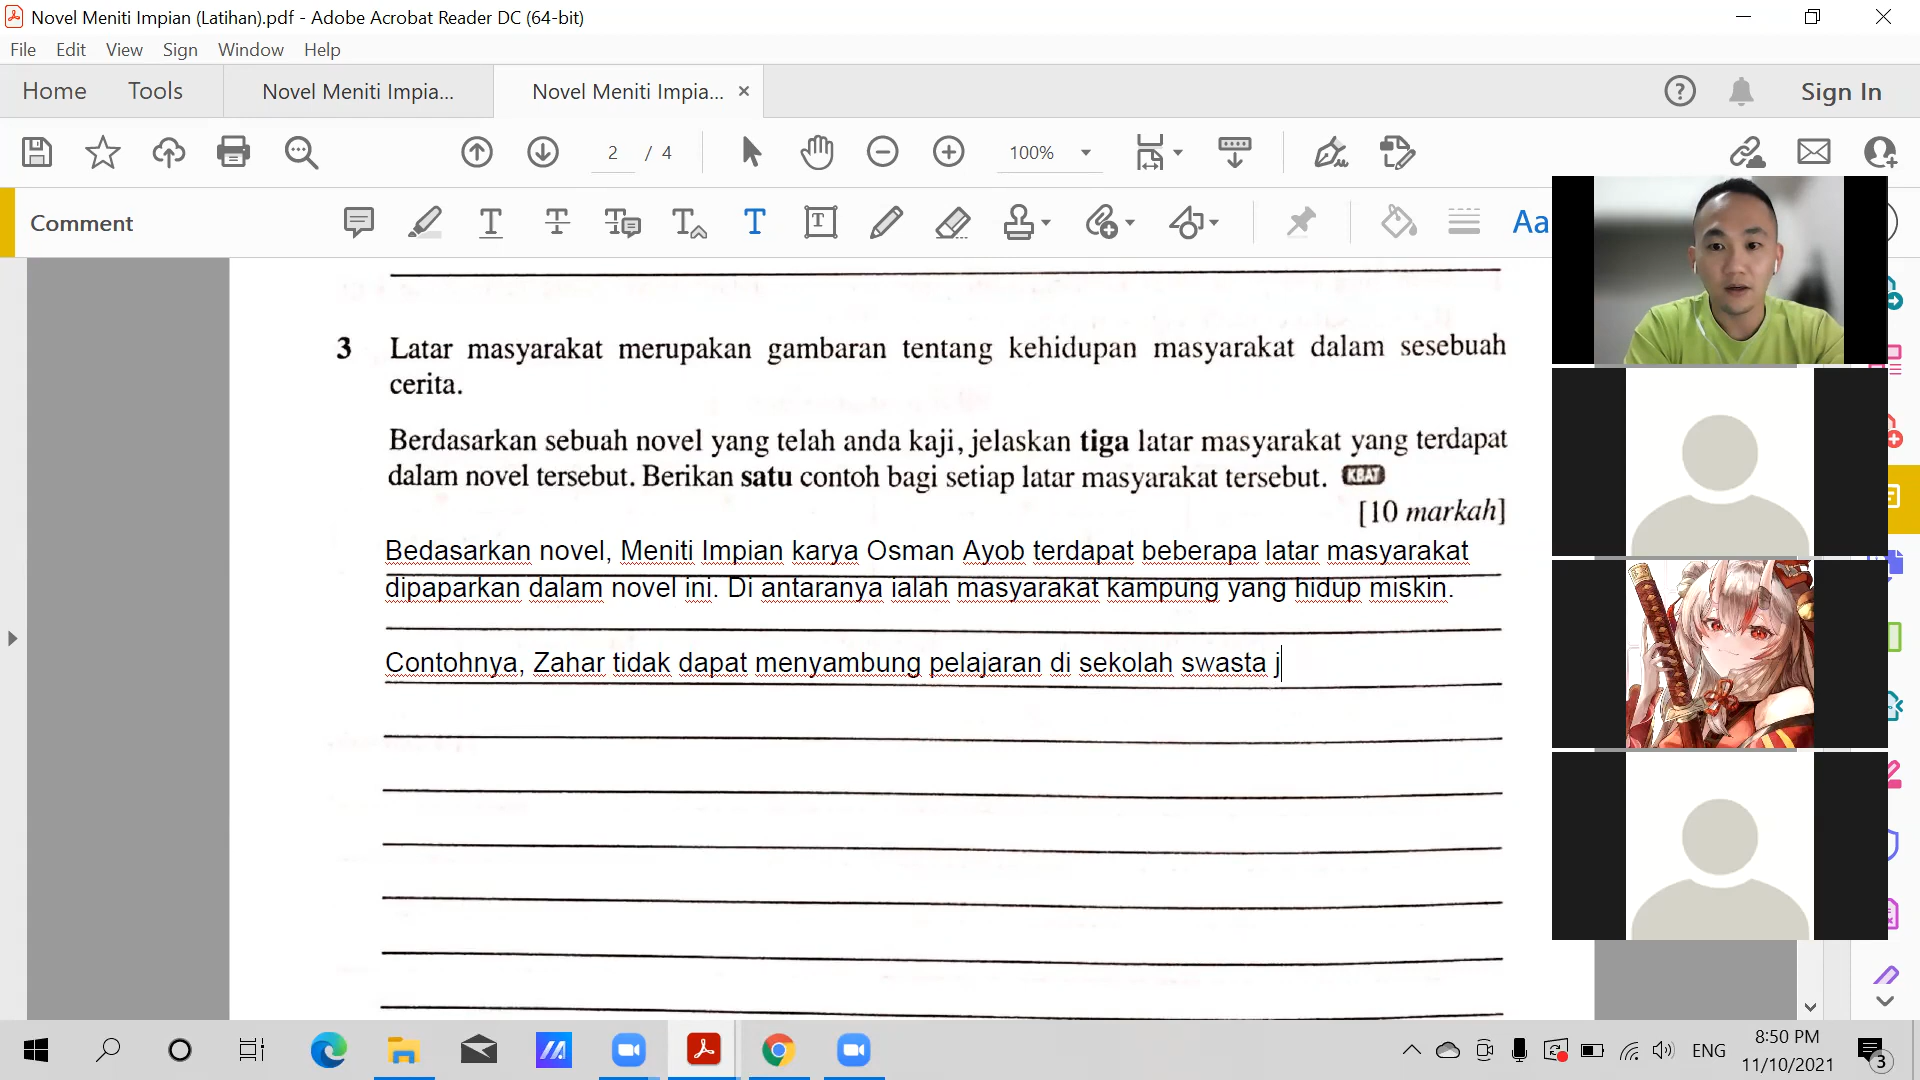 Novel Meniti Impian (Latihan).pdf - Adobe Acrobat Reader DC (64-bit)
File Edit View Sign Window Help
Home Tools Novel Meniti Impia... Novel Meniti Impia... × Sign In
2 / 4 100%
Comment
3 Latar masyarakat merupakan gambaran tentang kehidupan masyarakat dalam sesebuah
cerita.
Berdasarkan sebuah novel yang telah anda kaji, jelaskan tiga latar masyarakat yang terdapat
dalam novel tersebut. Berikan satu contoh bagi setiap latar masyarakat tersebut. KBAT
[10 markah]
Bedasarkan novel, Meniti Impian karya Osman Ayob terdapat beberapa latar masyarakat
dipaparkan dalam novel ini. Di antaranya ialah masyarakat kampung yang hidup miskin.
Contohnya, Zahar tidak dapat menyambung pelajaran di sekolah swasta j
ENG
8:50 PM
11/10/2021
3